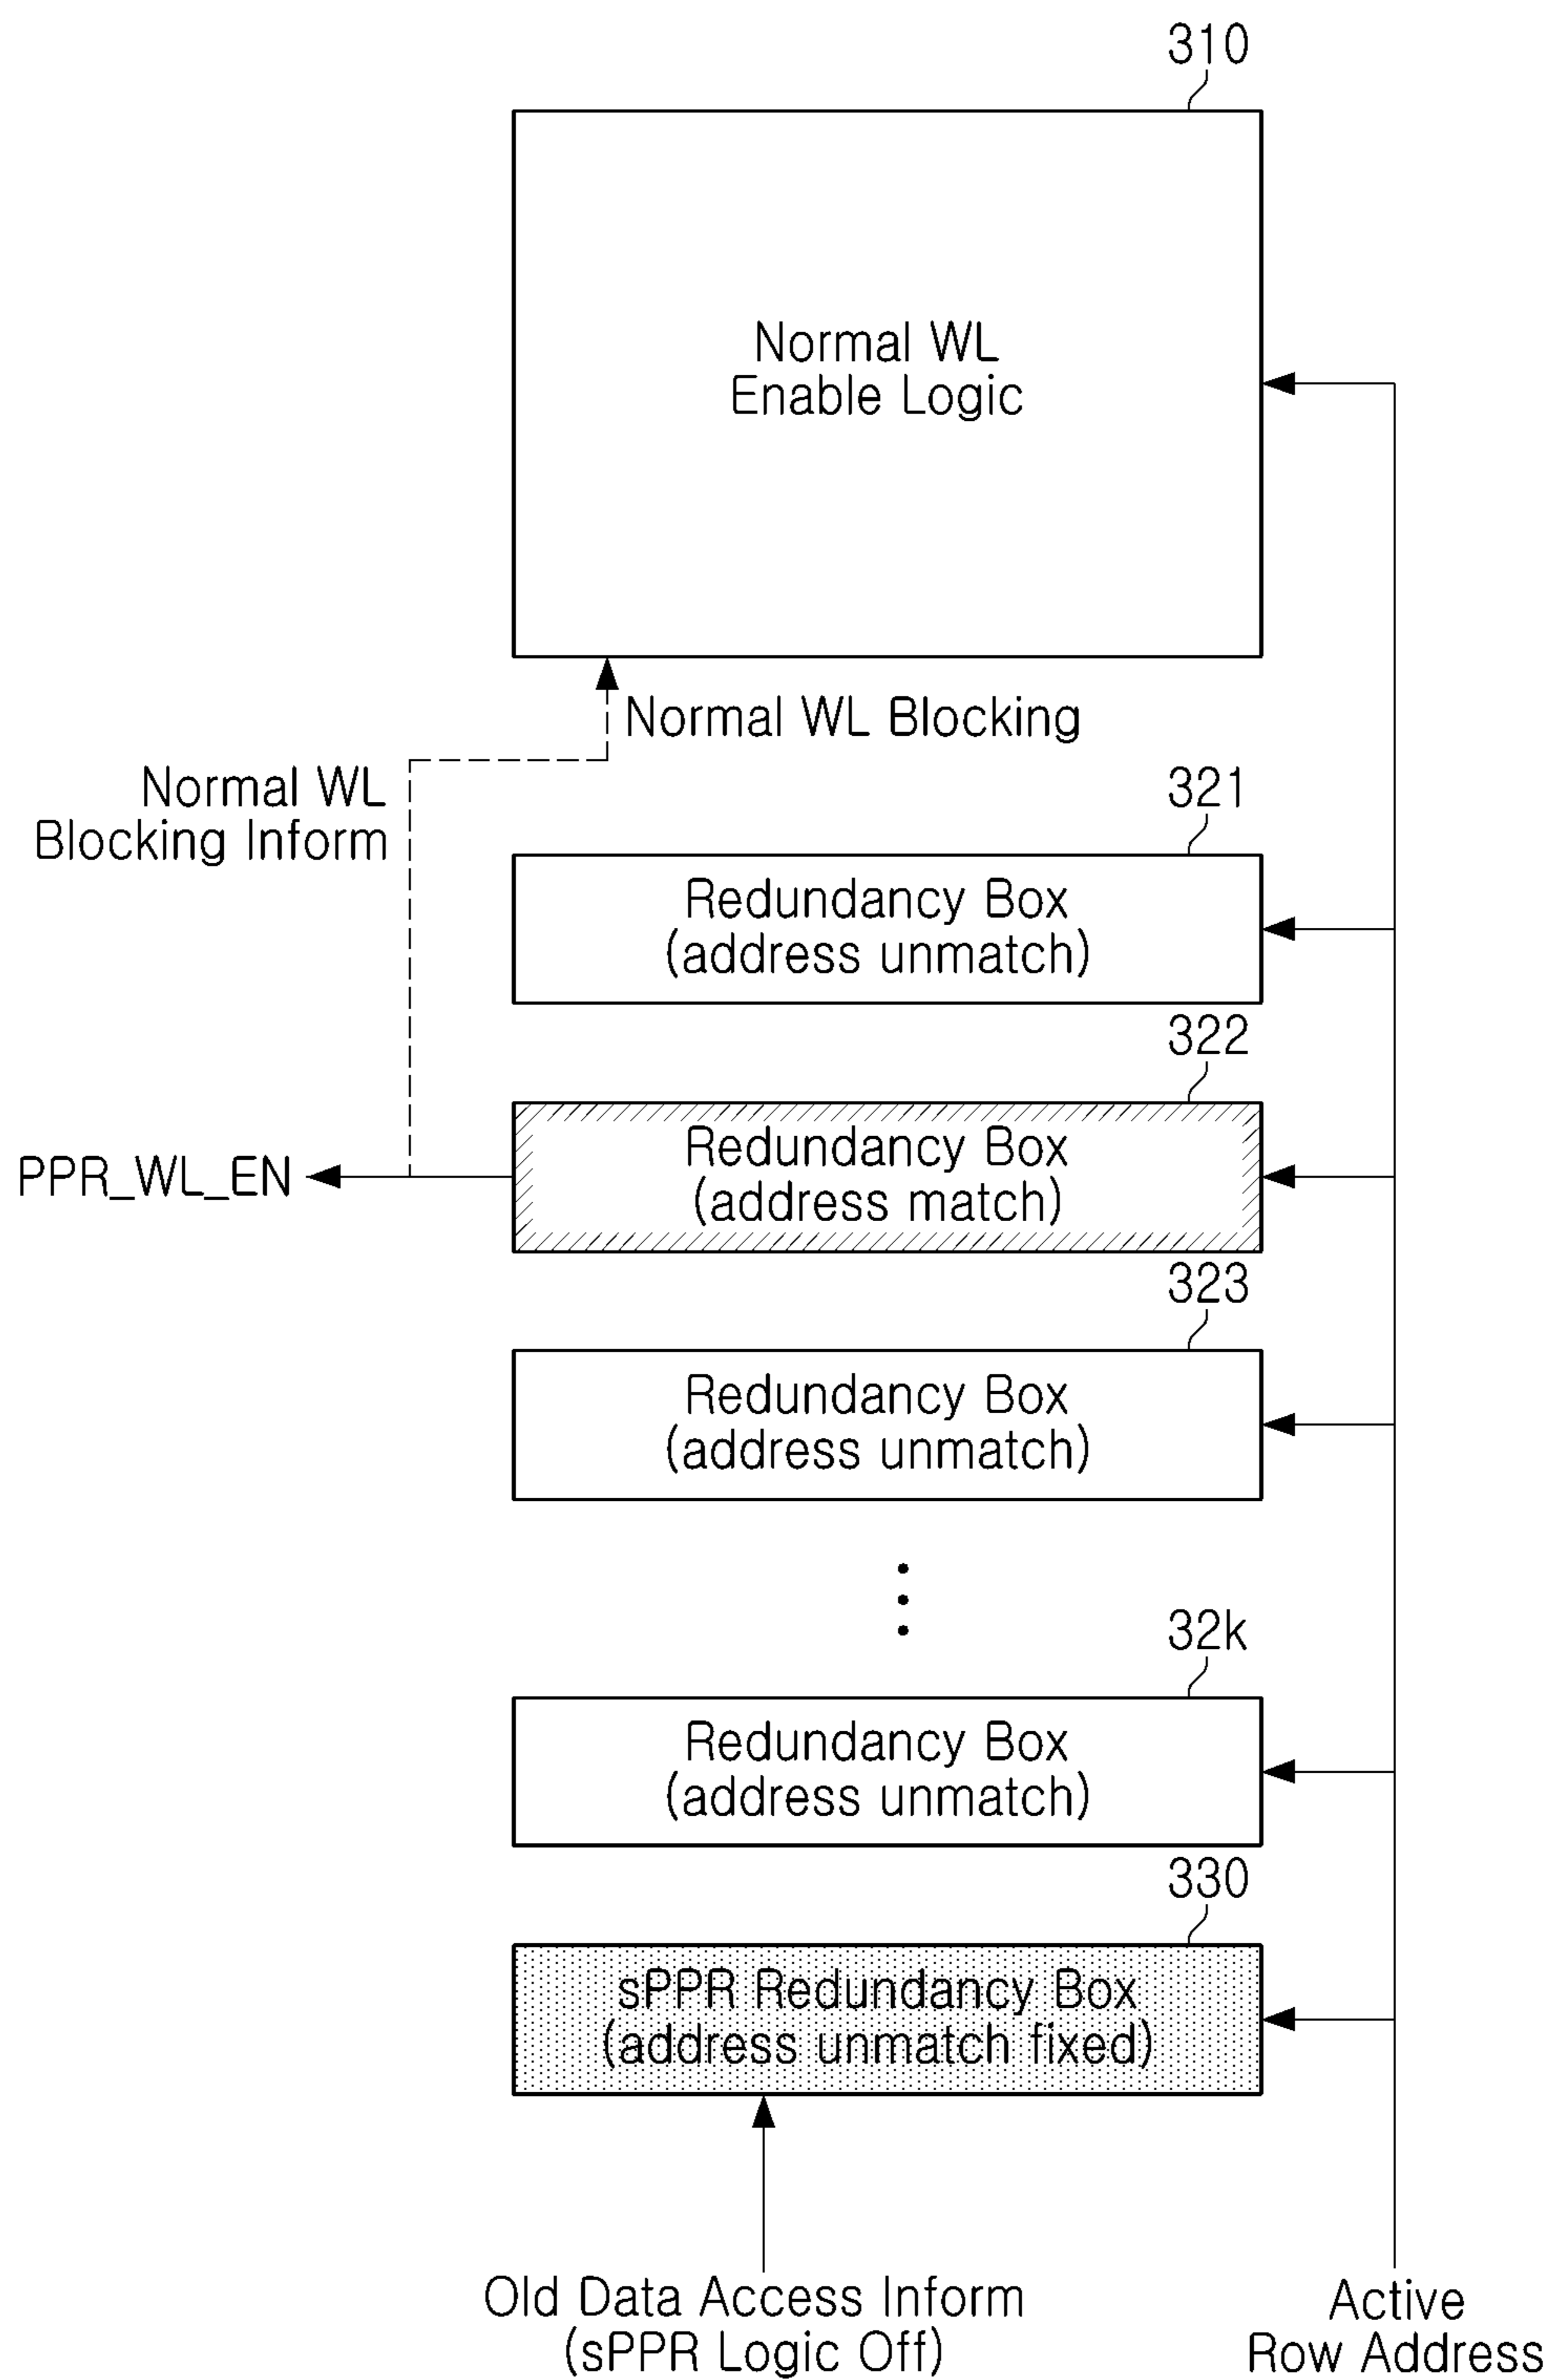 310
Normal WL
Enable Logic
Normal WL Blocking
Normal WL
Blocking Inform
321
Redundancy Box
(address unmatch)
322
Redundancy Box
(address match)
PPR_WL_EN
323
Redundancy Box
(address unmatch)
32k
Redundancy Box
(address unmatch)
330
sPPR Redundancy Box
(address unmatch fixed)
Old Data Access Inform
(sPPR Logic Off)
Active
Row Address